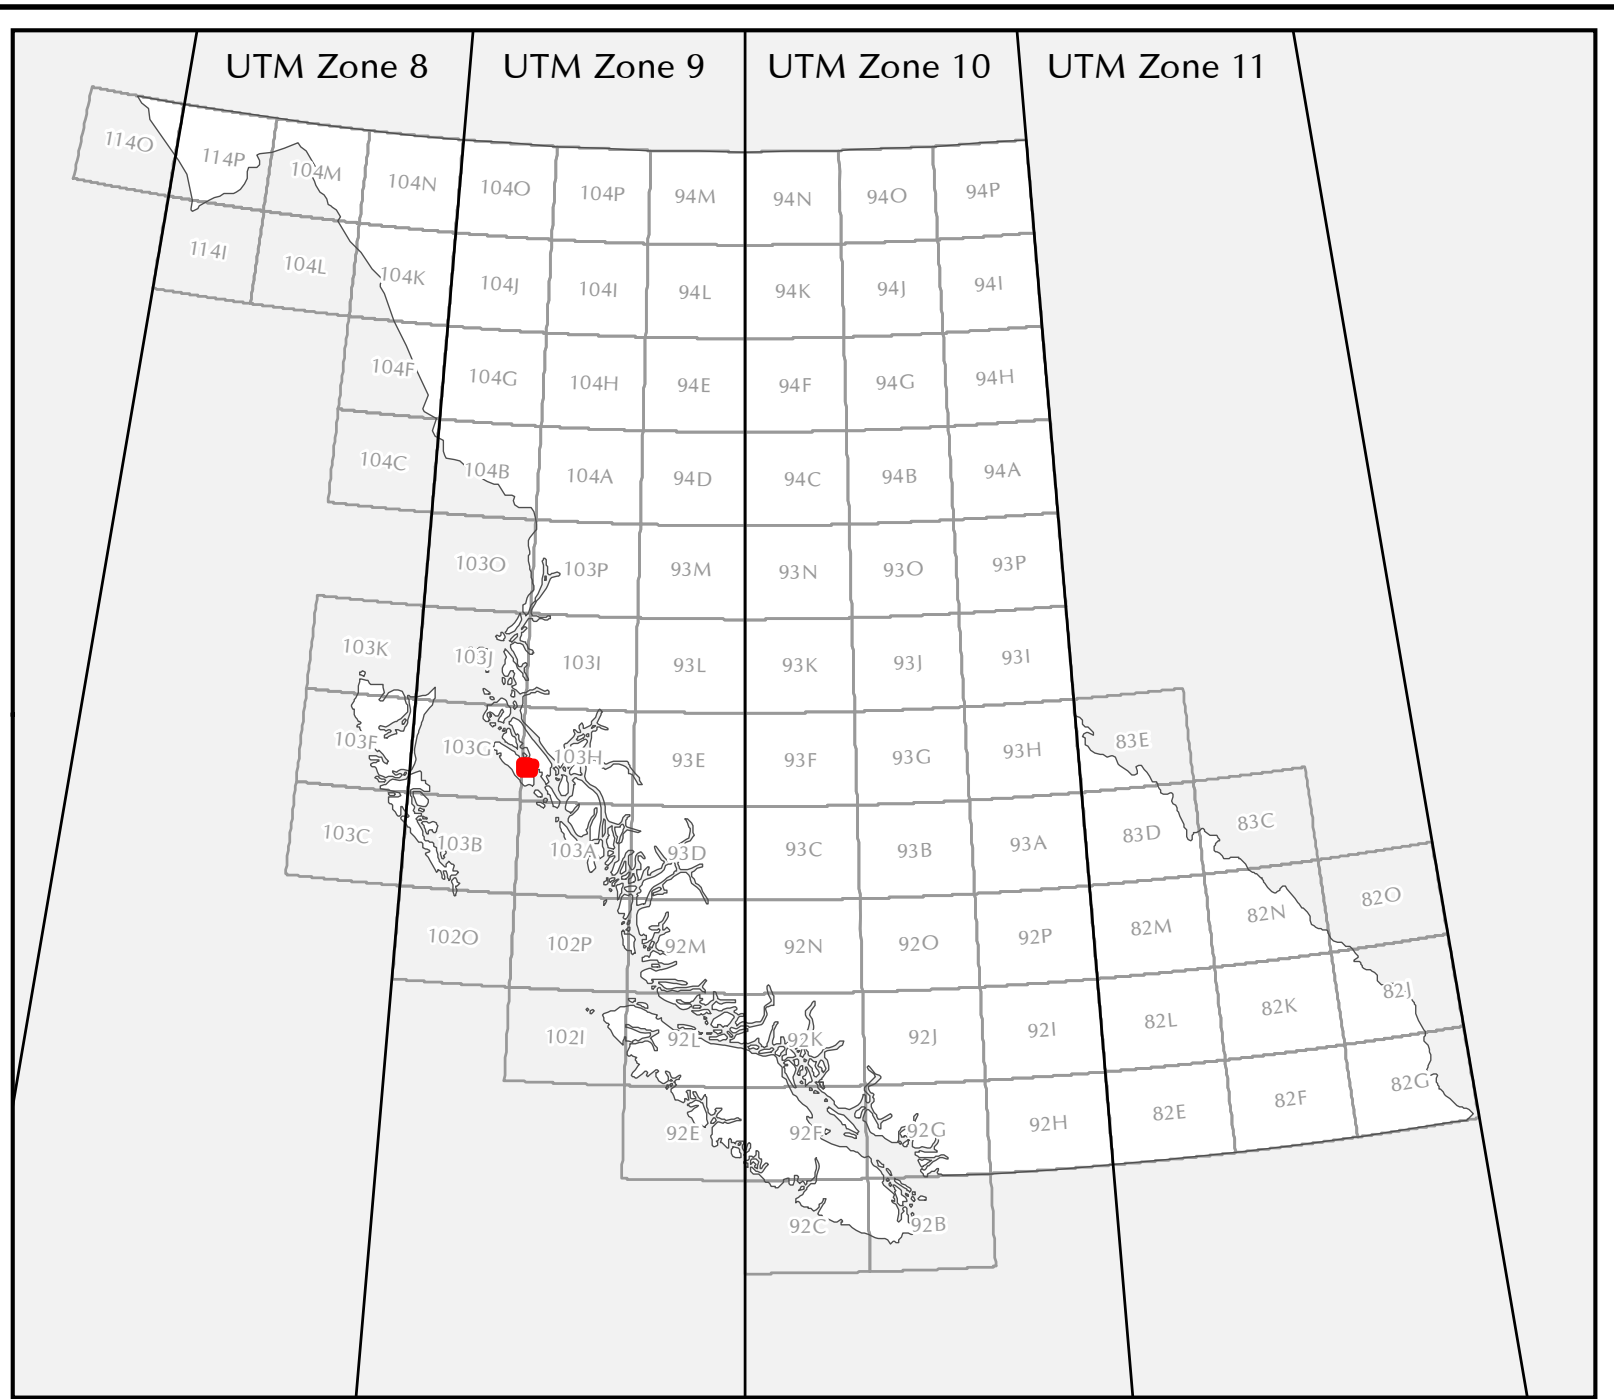 UTM Zone 8 UTM Zone 9 UTM Zone 10 UTM Zone 11
114O 114P 104M 104N 104O 104P 94M 94N 94O 94P
114I 104L 104K 104J 104I 94L 94K 94J 94I
104F 104G 104H 94E 94F 94G 94H
104C 104B 104A 94D 94C 94B 94A
103O 103P 93M 93N 93O 93P
103K 103J 103I 93L 93K 93J 93I
103F 103G 103H 93E 93F 93G 93H 83E
103C 103B 103A 93D 93C 93B 93A 83D 83C
102O 102P 92M 92N 92O 92P 82M 82N 82O
102I 92L 92K 92J 92I 82L 82K 82J
92E 92F 92G 92H 82E 82F 82G
92C 92B